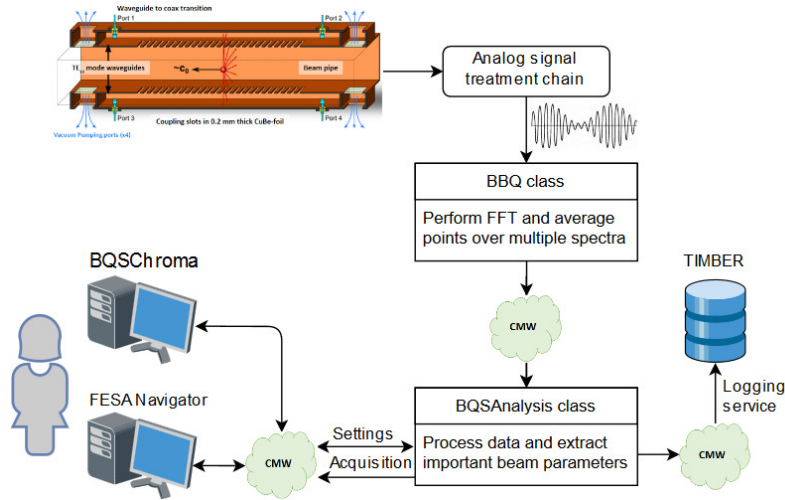 Waveguide to coax transition
Port 1
Port 2
mode waveguides
~c₀
Beam pipe
Port 3
Port 4
Coupling slots in 0.2 mm thick CuBe-foil
Vacuum Pumping ports (x4)
Analog signal
treatment chain
BBQ class
Perform FFT and average
points over multiple spectra
BQSChroma
TIMBER
CMW
FESA Navigator
BQSAnalysis class
Logging
service
Settings
Process data and extract
important beam parameters
CMW
Acquisition
CMW